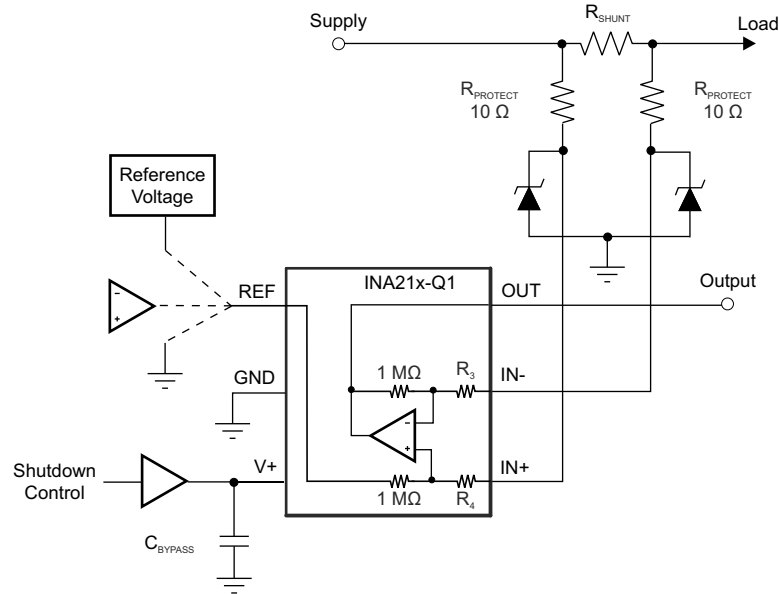 Supply
R_SHUNT
Load
R_PROTECT
10 Ω
R_PROTECT
10 Ω
Reference
Voltage
-
+
REF
INA21x-Q1
OUT
Output
1 MΩ
R_3
IN-
GND
-
+
Shutdown
Control
V+
1 MΩ
R_4
IN+
C_BYPASS